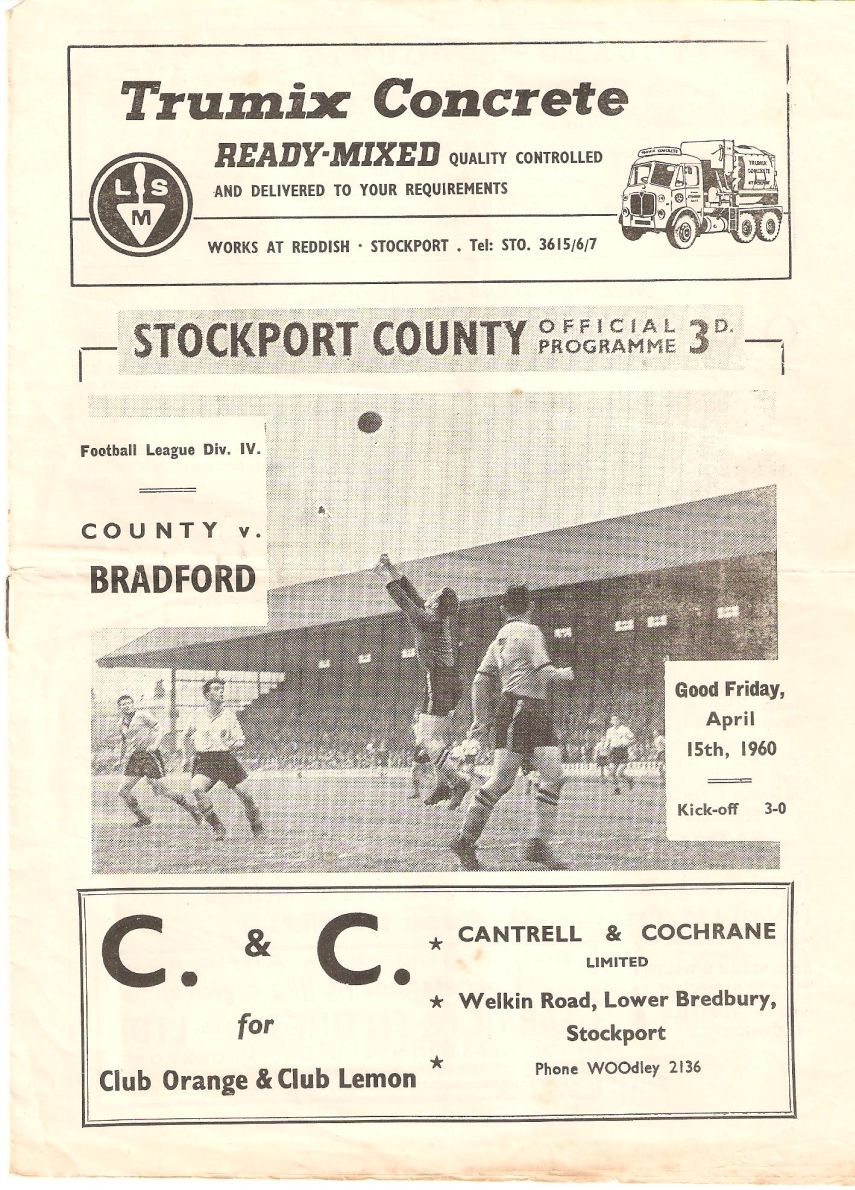 Trumix Concrete
READY-MIXED QUALITY CONTROLLED
AND DELIVERED TO YOUR REQUIREMENTS
L S
M
TRUMIX
CONCRETE
WORKS AT REDDISH · STOCKPORT . Tel: STO. 3615/6/7
STOCKPORT COUNTY OFFICIAL PROGRAMME 3D.
Football League Div. IV.
COUNTY v.
BRADFORD
Good Friday,
April
15th, 1960
Kick-off 3-0
C. & C.
for
Club Orange & Club Lemon
★ CANTRELL & COCHRANE
LIMITED
★ Welkin Road, Lower Bredbury,
Stockport
★ Phone WOOdley 2136